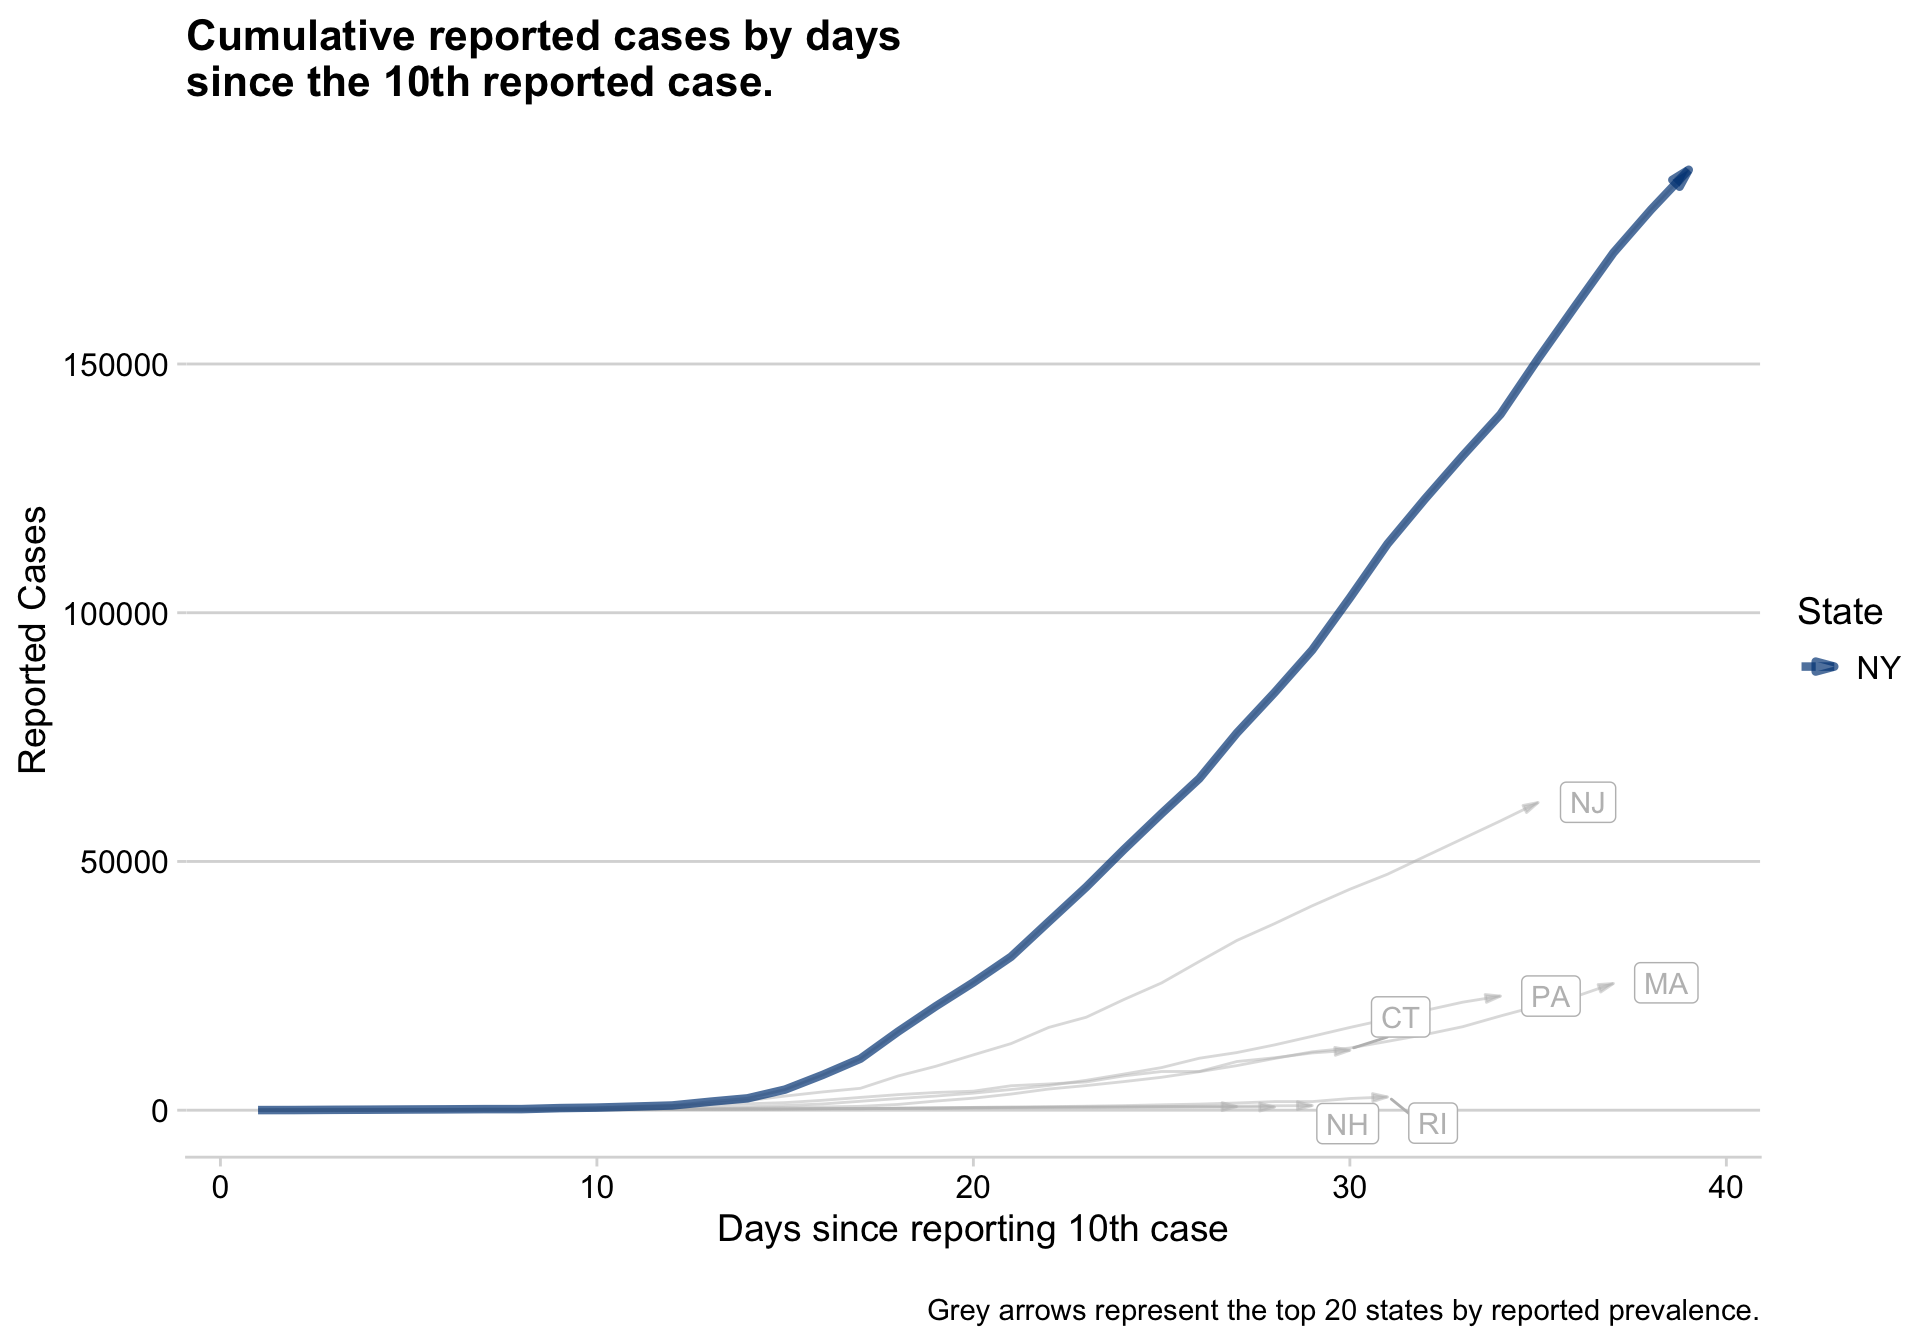 Cumulative reported cases by days
since the 10th reported case.
Reported Cases
150000
100000
50000
0
NJ
MA
PA
CT
NH
RI
0 10 20 30 40
Days since reporting 10th case
State
NY
Grey arrows represent the top 20 states by reported prevalence.